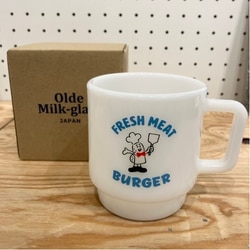 Olde
Milk-gla
JAPAN
FRESH MEAT
BURGER